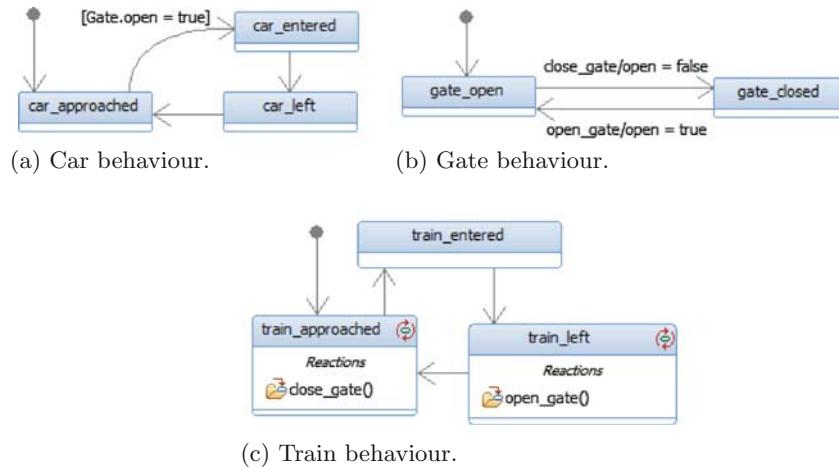 [Gate.open = true]
car_entered
car_approached
car_left
(a) Car behaviour.
close_gate/open = false
gate_open
gate_closed
open_gate/open = true
(b) Gate behaviour.
train_entered
train_approached
Reactions
close_gate()
train_left
Reactions
open_gate()
(c) Train behaviour.